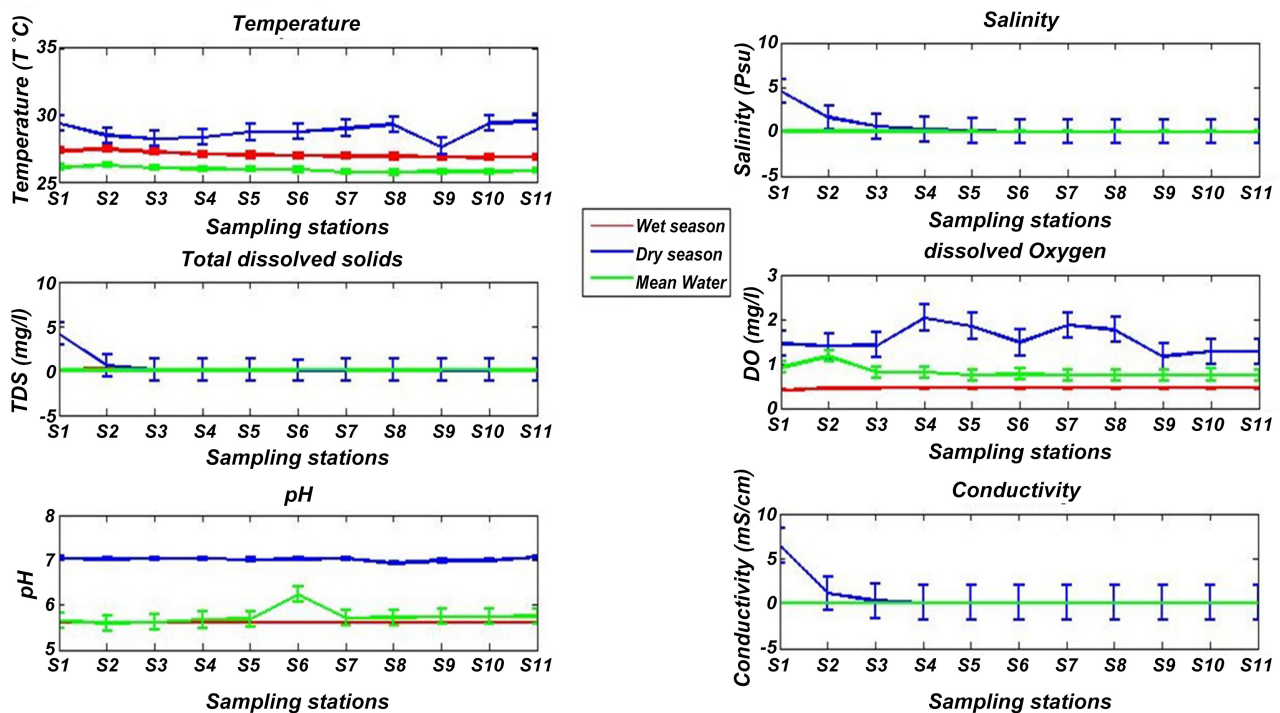 Temperature
Temperature (T ˚C)
35
30
25
S1 S2 S3 S4 S5 S6 S7 S8 S9 S10 S11
Sampling stations
Salinity
Salinity (Psu)
10
5
0
-5
S1 S2 S3 S4 S5 S6 S7 S8 S9 S10 S11
Sampling stations
Wet season
Dry season
Mean Water
Total dissolved solids
TDS (mg/l)
10
5
0
-5
S1 S2 S3 S4 S5 S6 S7 S8 S9 S10 S11
Sampling stations
dissolved Oxygen
DO (mg/l)
3
2
1
0
S1 S2 S3 S4 S5 S6 S7 S8 S9 S10 S11
Sampling stations
pH
pH
8
7
6
5
S1 S2 S3 S4 S5 S6 S7 S8 S9 S10 S11
Sampling stations
Conductivity
Conductivity (mS/cm)
10
5
0
-5
S1 S2 S3 S4 S5 S6 S7 S8 S9 S10 S11
Sampling stations